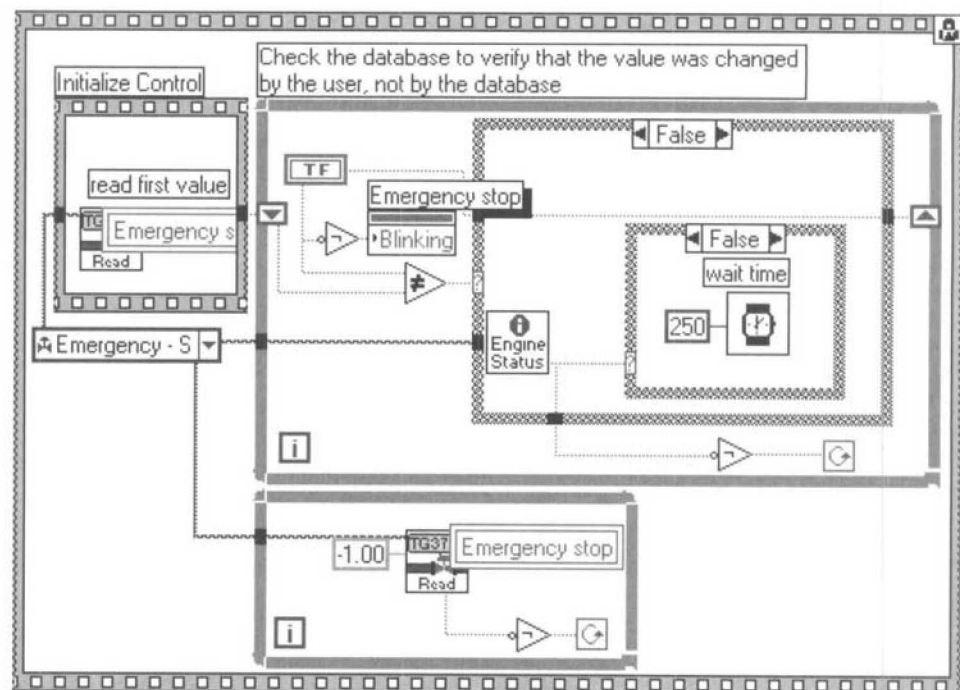 Check the database to verify that the value was changed
by the user, not by the database
Initialize Control
False
TF
read first value
Emergency stop
False
TG
Emergency s
Blinking
wait time
Read
≠
?
250
Emergency - S
Engine
Status
?
i
TG37
-1.00
Emergency stop
Read
i